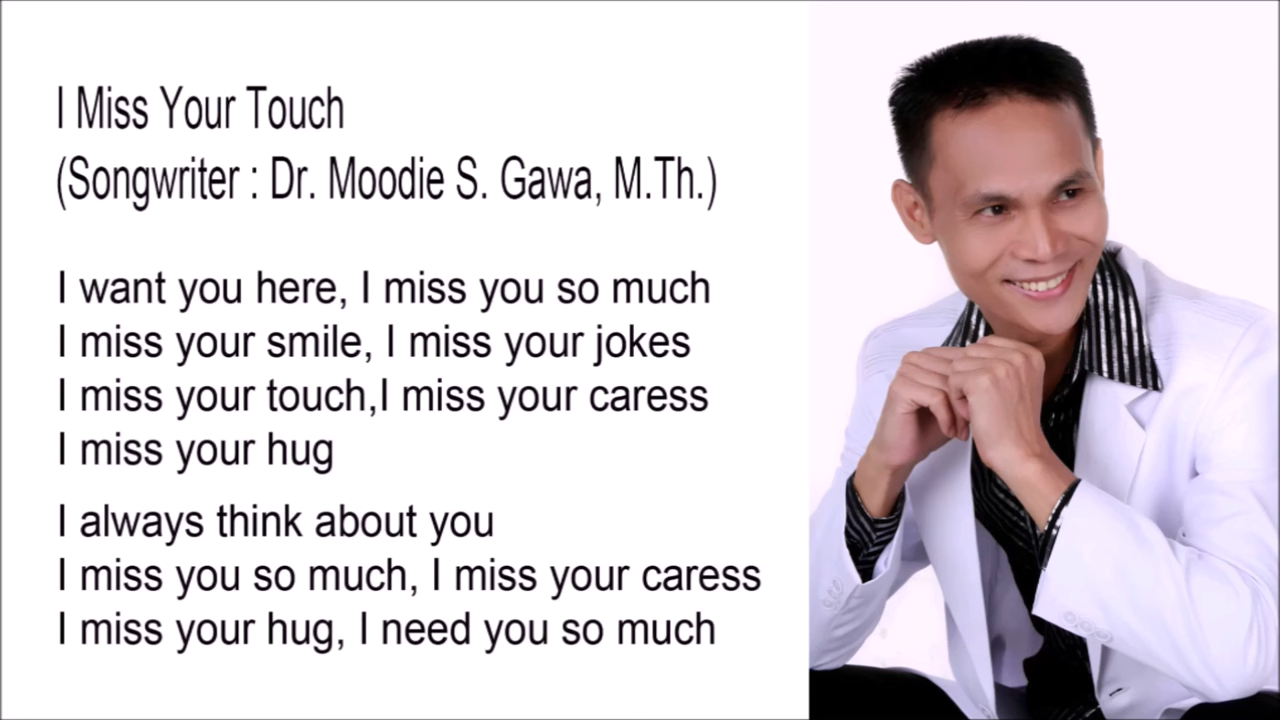 I Miss Your Touch
(Songwriter : Dr. Moodie S. Gawa, M.Th.)
I want you here, I miss you so much
I miss your smile, I miss your jokes
I miss your touch,I miss your caress
I miss your hug
I always think about you
I miss you so much, I miss your caress
I miss your hug, I need you so much